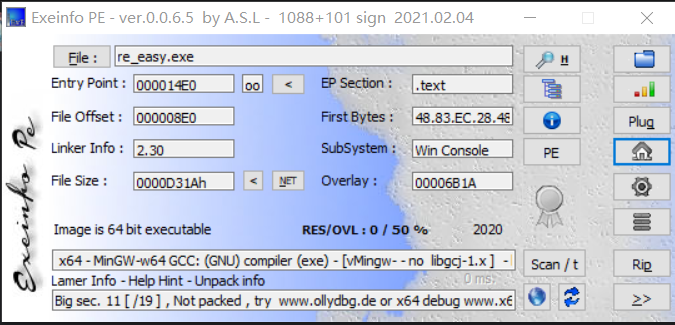 Exeinfo PE - ver.0.0.6.5 by A.S.L - 1088+101 sign 2021.02.04
File : re_easy.exe H
Entry Point : 000014E0 oo < EP Section : .text
File Offset : 000008E0 First Bytes : 48.83.EC.28.48 Plug
Linker Info : 2.30 SubSystem : Win Console PE
File Size : 0000D31Ah < NET Overlay : 00006B1A
Image is 64 bit executable RES/OVL : 0 / 50 % 2020
x64 - MinGW-w64 GCC: (GNU) compiler (exe) - [vMingw- - no libgcj-1.x ] - Scan / t Rip
Lamer Info - Help Hint - Unpack info 0 ms.
Big sec. 11 [ /19 ] , Not packed , try www.ollydbg.de or x64 debug www.x6 >>
Exeinfo Pe